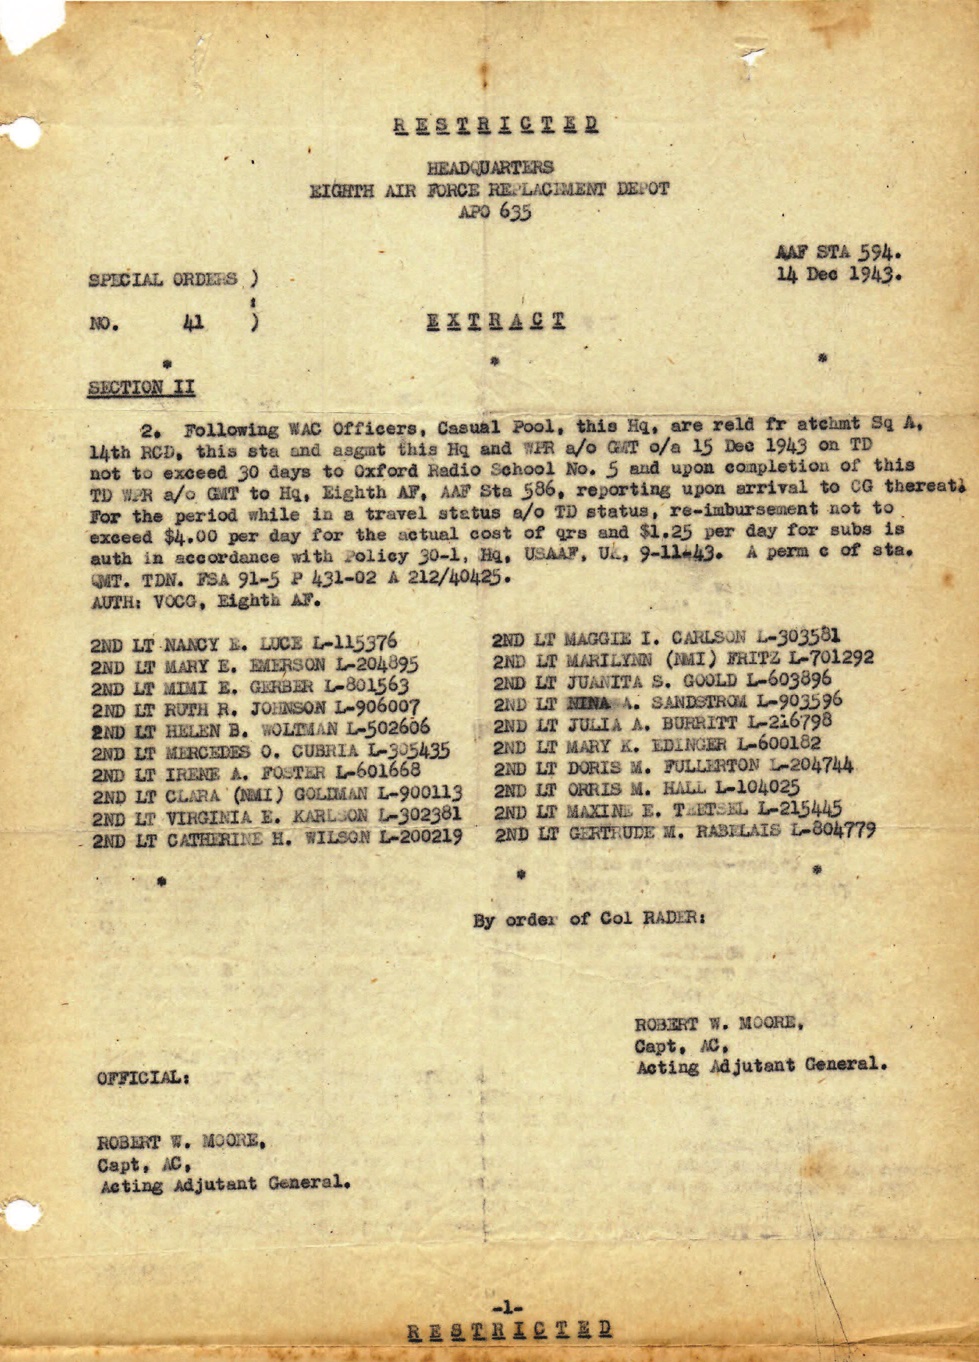 RESTRICTED
HEADQUARTERS
EIGHTH AIR FORCE REPLACEMENT DEPOT
APO 635
AAF STA 594.
14 Dec 1943.
SPECIAL ORDERS )
:
NO. 41 )
EXTRACT
* * *
SECTION II
2. Following WAC Officers, Casual Pool, this Hq, are reld fr atchmt Sq A,
14th RCD, this sta and asgmt this Hq and WPR a/o GMT o/a 15 Dec 1943 on TD
not to exceed 30 days to Oxford Radio School No. 5 and upon completion of this
TD WPR a/o GMT to Hq, Eighth AF, AAF Sta 586, reporting upon arrival to CG thereat.
For the period while in a travel status a/o TD status, re-imbursement not to
exceed $4.00 per day for the actual cost of qrs and $1.25 per day for subs is
auth in accordance with Policy 30-1, Hq, USAAF, UK, 9-11-43. A perm c of sta.
GMT. TDN. FSA 91-5 P 431-02 A 212/40425.
AUTH: VOCG, Eighth AF.
2ND LT NANCY E. LUCE L-115376
2ND LT MARY E. EMERSON L-204895
2ND LT MIMI E. GERBER L-801563
2ND LT RUTH R. JOHNSON L-906007
2ND LT HELEN B. WOLTMAN L-502606
2ND LT MERCEDES O. CUBRIA L-305435
2ND LT IRENE A. FOSTER L-601668
2ND LT CLARA (NMI) GOLDMAN L-900113
2ND LT VIRGINIA E. KARLSON L-302381
2ND LT CATHERINE H. WILSON L-200219
2ND LT MAGGIE I. CARLSON L-303581
2ND LT MARILYNN (NMI) FRITZ L-701292
2ND LT JUANITA S. GOOLD L-603896
2ND LT NINA A. SANDSTROM L-903596
2ND LT JULIA A. BURRITT L-216798
2ND LT MARY K. EDINGER L-600182
2ND LT DORIS M. FULLERTON L-204744
2ND LT ORRIS M. HALL L-104025
2ND LT MAXINE E. TEETSEL L-215445
2ND LT GERTRUDE M. RABELAIS L-804779
* * *
By order of Col RADER:
ROBERT W. MOORE,
Capt, AC,
Acting Adjutant General.
OFFICIAL:
ROBERT W. MOORE,
Capt, AC,
Acting Adjutant General.
-1-
RESTRICTED